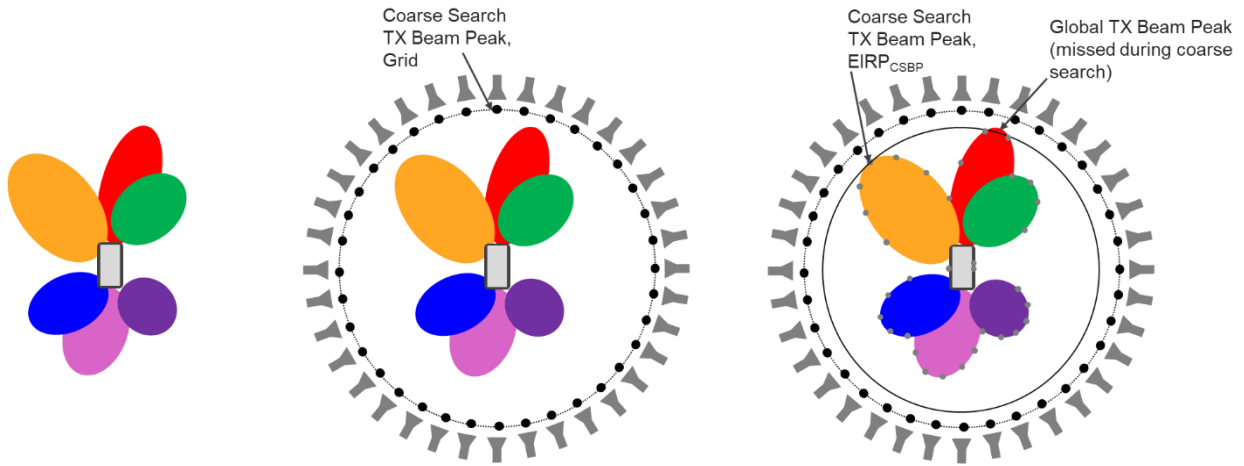 Coarse Search
TX Beam Peak,
Grid
Coarse Search
TX Beam Peak,
EIRPCSBP
Global TX Beam Peak
(missed during coarse
search)